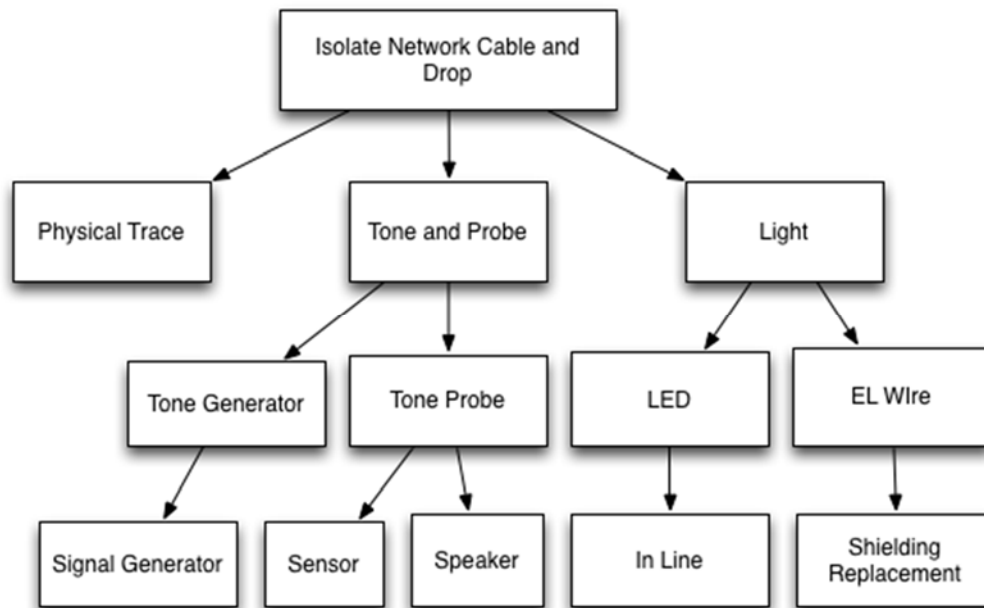 Isolate Network Cable and
Drop
Physical Trace
Tone and Probe
Light
Tone Generator
Tone Probe
LED
EL WIre
Signal Generator
Sensor
Speaker
In Line
Shielding
Replacement